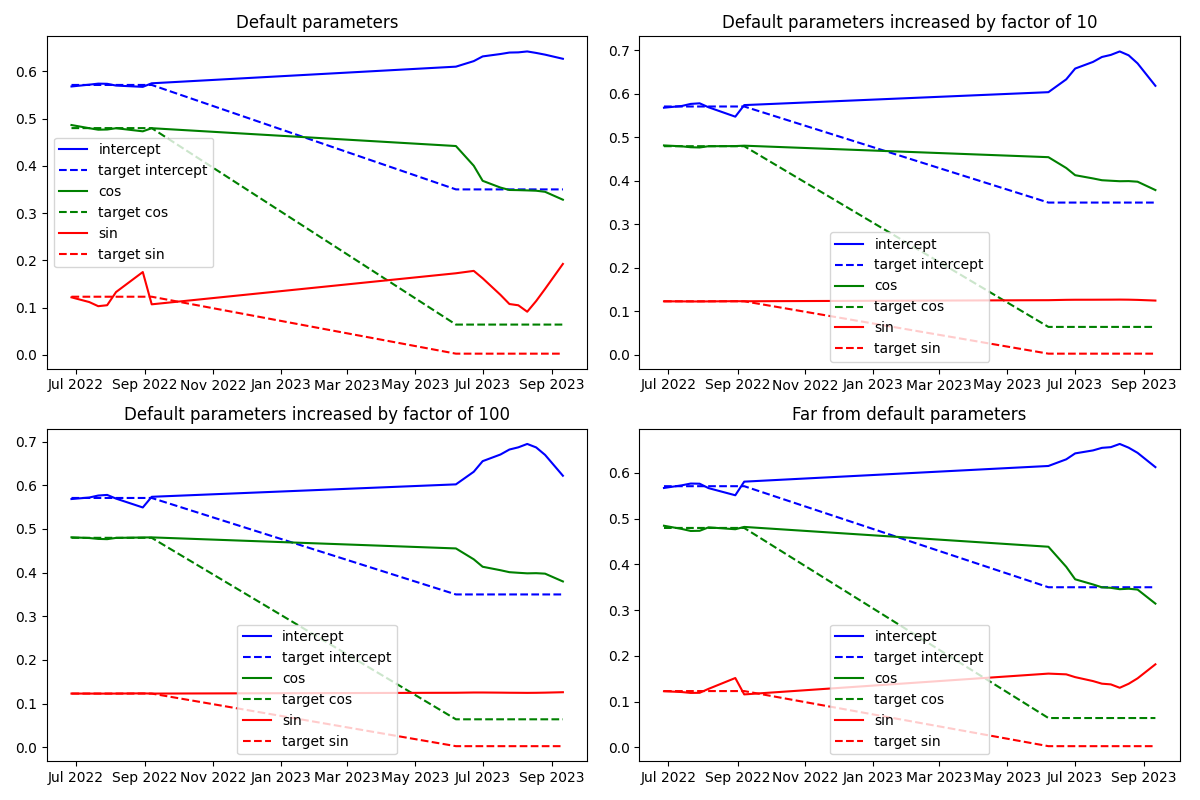 Default parameters
0.6
0.5
0.4
0.3
0.2
0.1
0.0
intercept
target intercept
cos
target cos
sin
target sin
Jul 2022 Sep 2022 Nov 2022 Jan 2023 Mar 2023 May 2023 Jul 2023 Sep 2023
Default parameters increased by factor of 10
0.7
0.6
0.5
0.4
0.3
0.2
0.1
0.0
intercept
target intercept
cos
target cos
sin
target sin
Jul 2022 Sep 2022 Nov 2022 Jan 2023 Mar 2023 May 2023 Jul 2023 Sep 2023
Default parameters increased by factor of 100
0.7
0.6
0.5
0.4
0.3
0.2
0.1
0.0
intercept
target intercept
cos
target cos
sin
target sin
Jul 2022 Sep 2022 Nov 2022 Jan 2023 Mar 2023 May 2023 Jul 2023 Sep 2023
Far from default parameters
0.6
0.5
0.4
0.3
0.2
0.1
0.0
intercept
target intercept
cos
target cos
sin
target sin
Jul 2022 Sep 2022 Nov 2022 Jan 2023 Mar 2023 May 2023 Jul 2023 Sep 2023